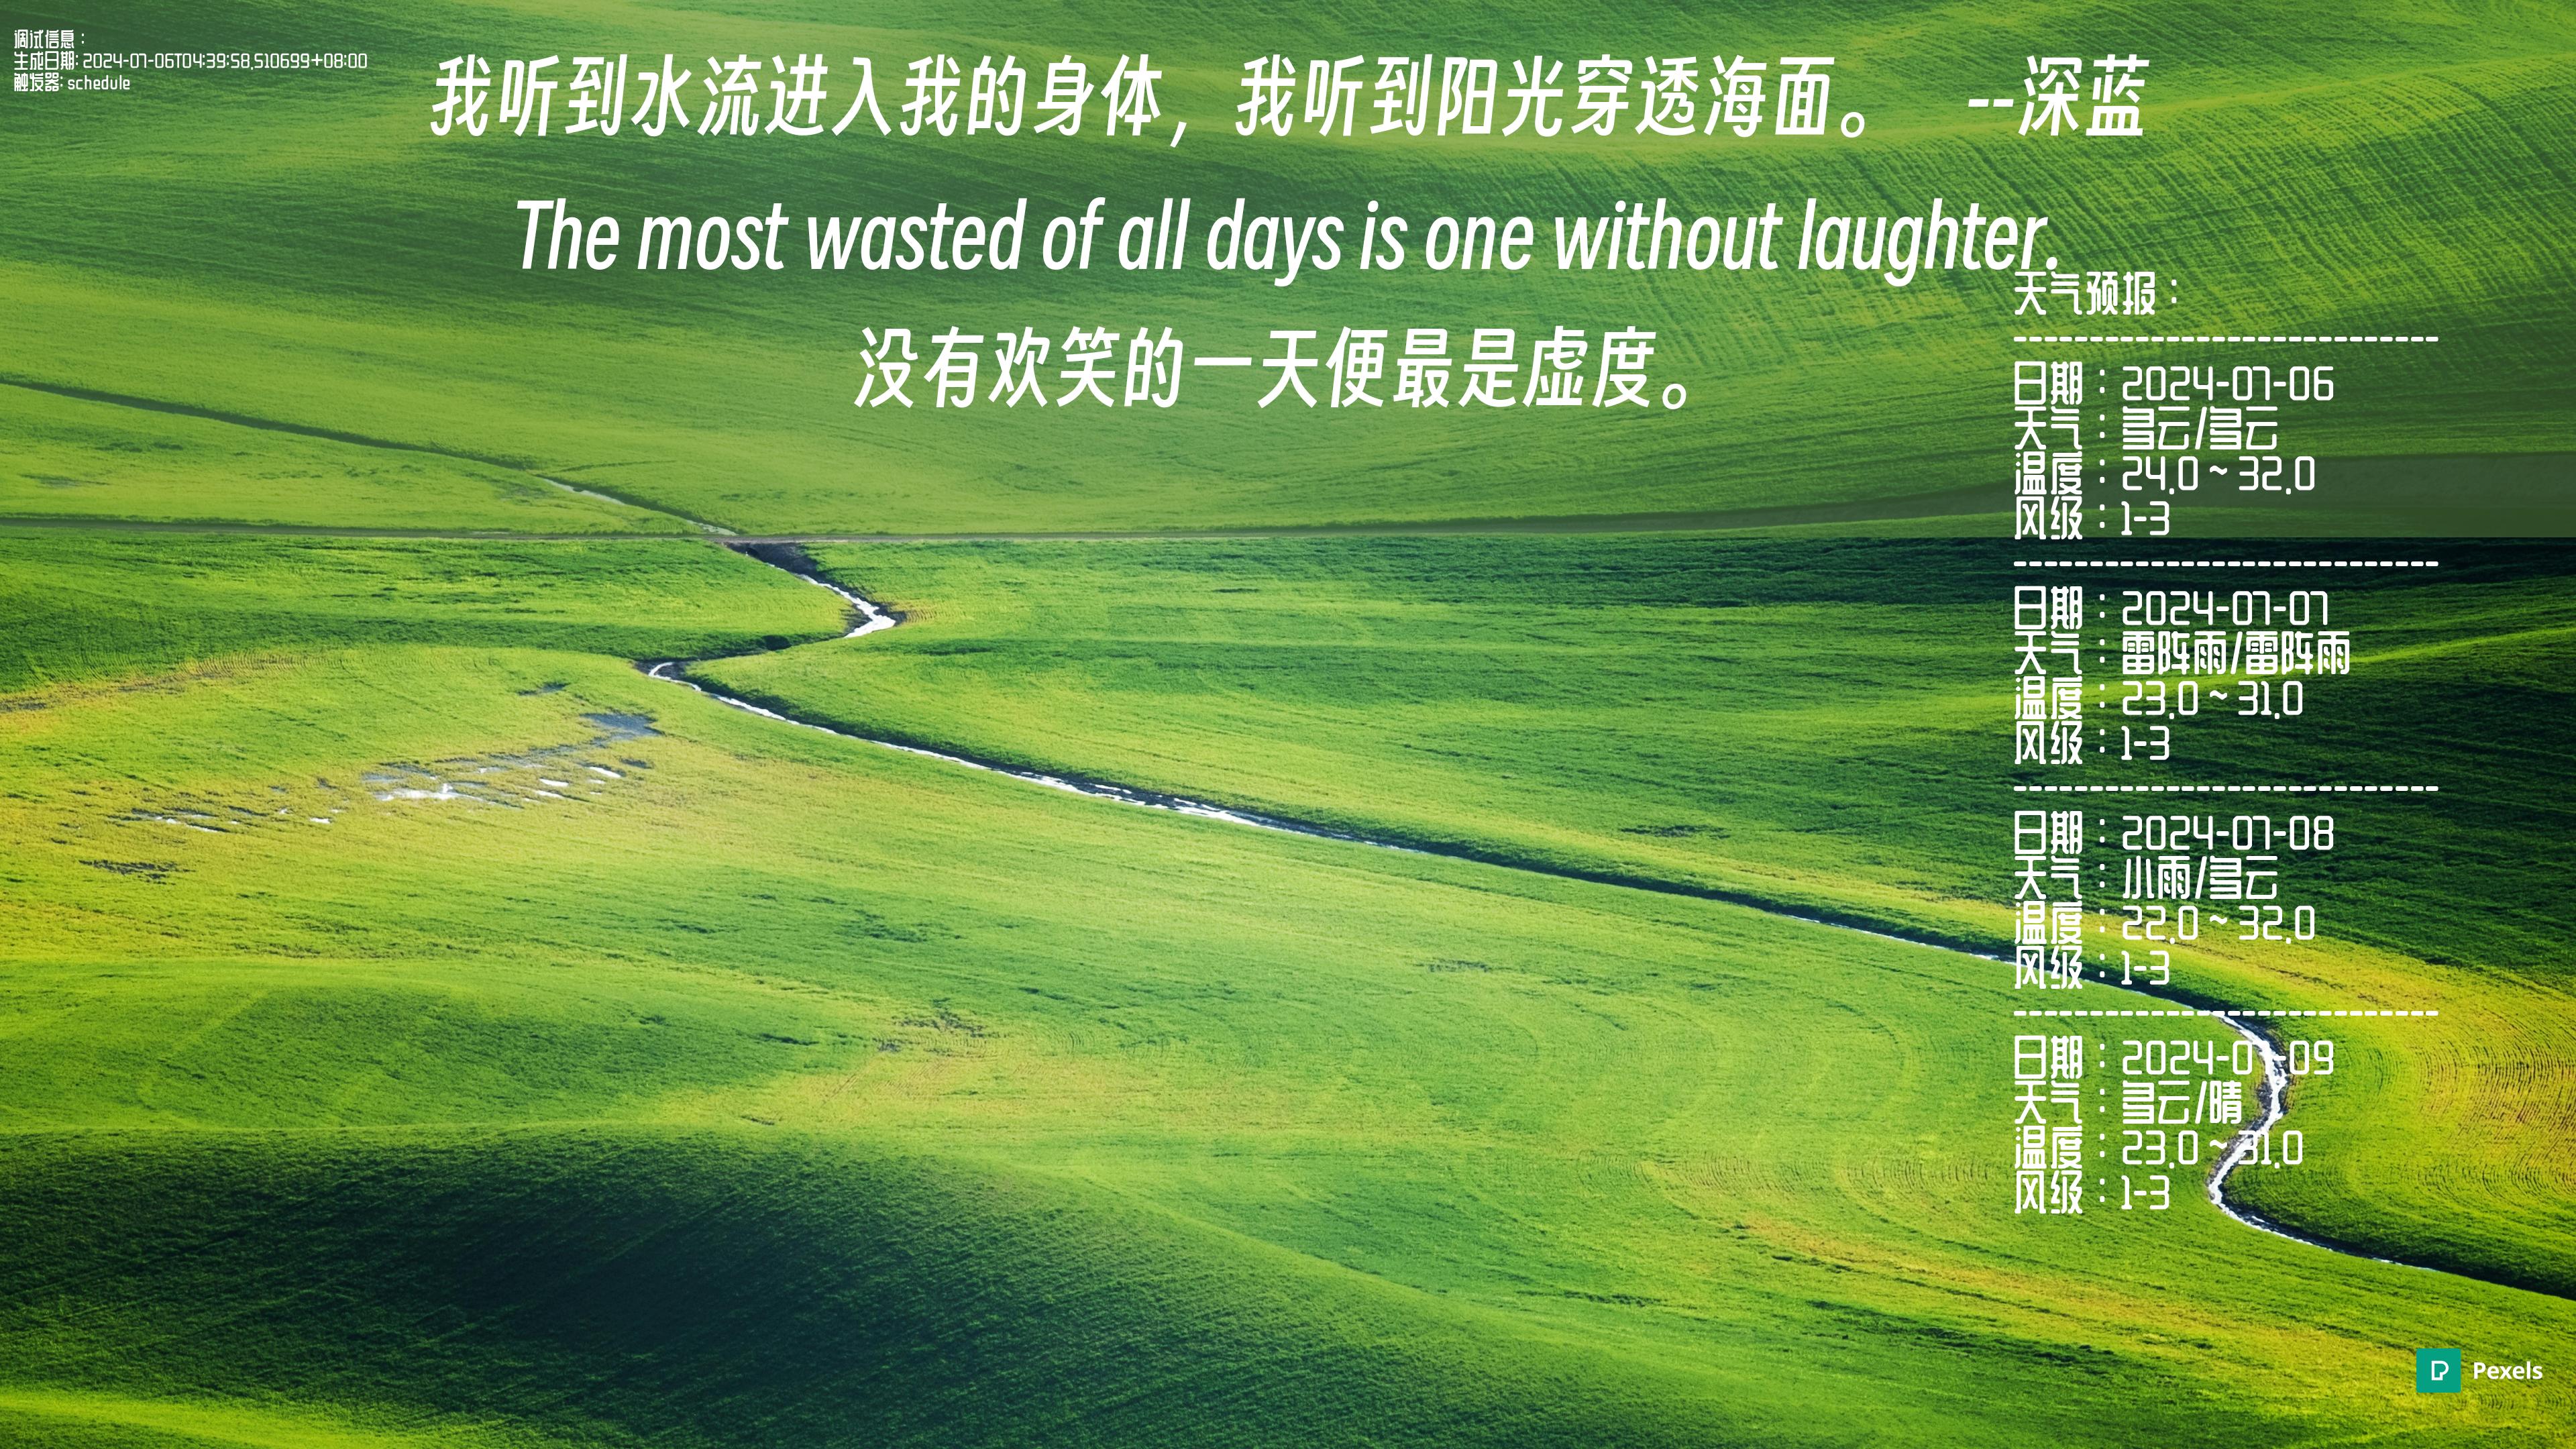 调试信息：
生成日期: 2024-07-06T04:39:58.510699+08:00
触发器: schedule
我听到水流进入我的身体，我听到阳光穿透海面。 --深蓝
The most wasted of all days is one without laughter.
没有欢笑的一天便最是虚度。
天气预报：
----------------------------
日期：2024-07-06
天气：多云/多云
温度：24.0 ~ 32.0
风级：1-3
----------------------------
日期：2024-07-07
天气：雷阵雨/雷阵雨
温度：23.0 ~ 31.0
风级：1-3
----------------------------
日期：2024-07-08
天气：小雨/多云
温度：22.0 ~ 32.0
风级：1-3
----------------------------
日期：2024-07-09
天气：多云/晴
温度：23.0 ~ 31.0
风级：1-3
Pexels